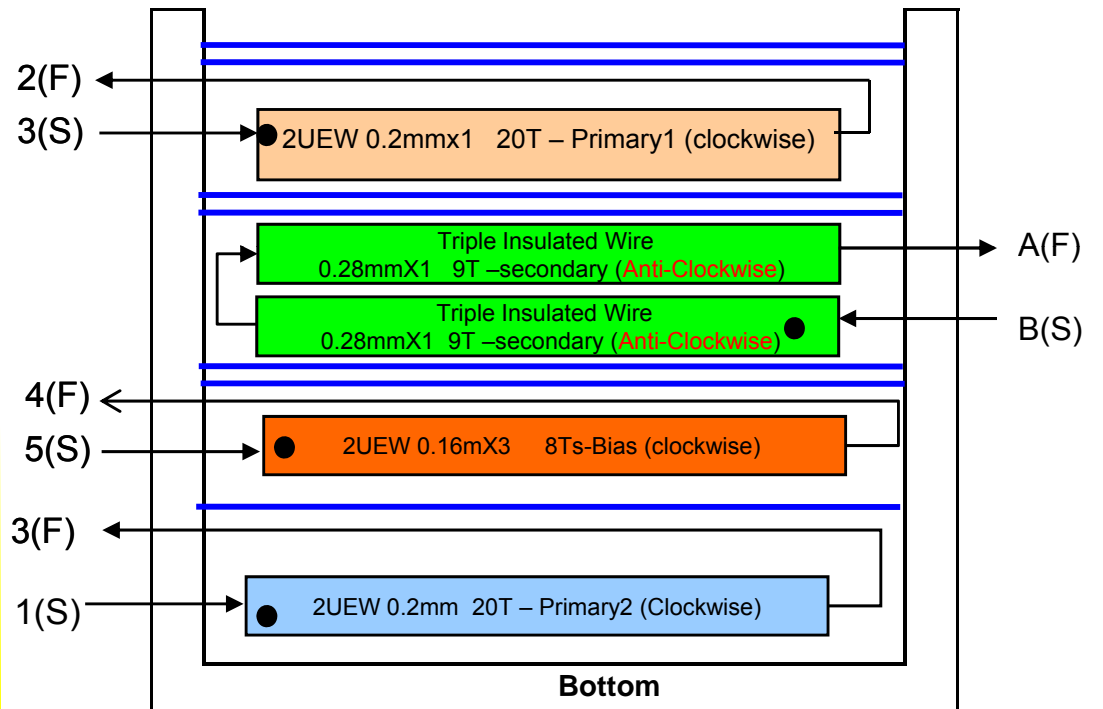 2(F)
3(S)
2UEW 0.2mmx1 20T – Primary1 (clockwise)
Triple Insulated Wire
0.28mmX1 9T –secondary (Anti-Clockwise)
A(F)
Triple Insulated Wire
0.28mmX1 9T –secondary (Anti-Clockwise)
B(S)
4(F)
5(S)
2UEW 0.16mX3 8Ts-Bias (clockwise)
3(F)
1(S)
2UEW 0.2mm 20T – Primary2 (Clockwise)
Bottom